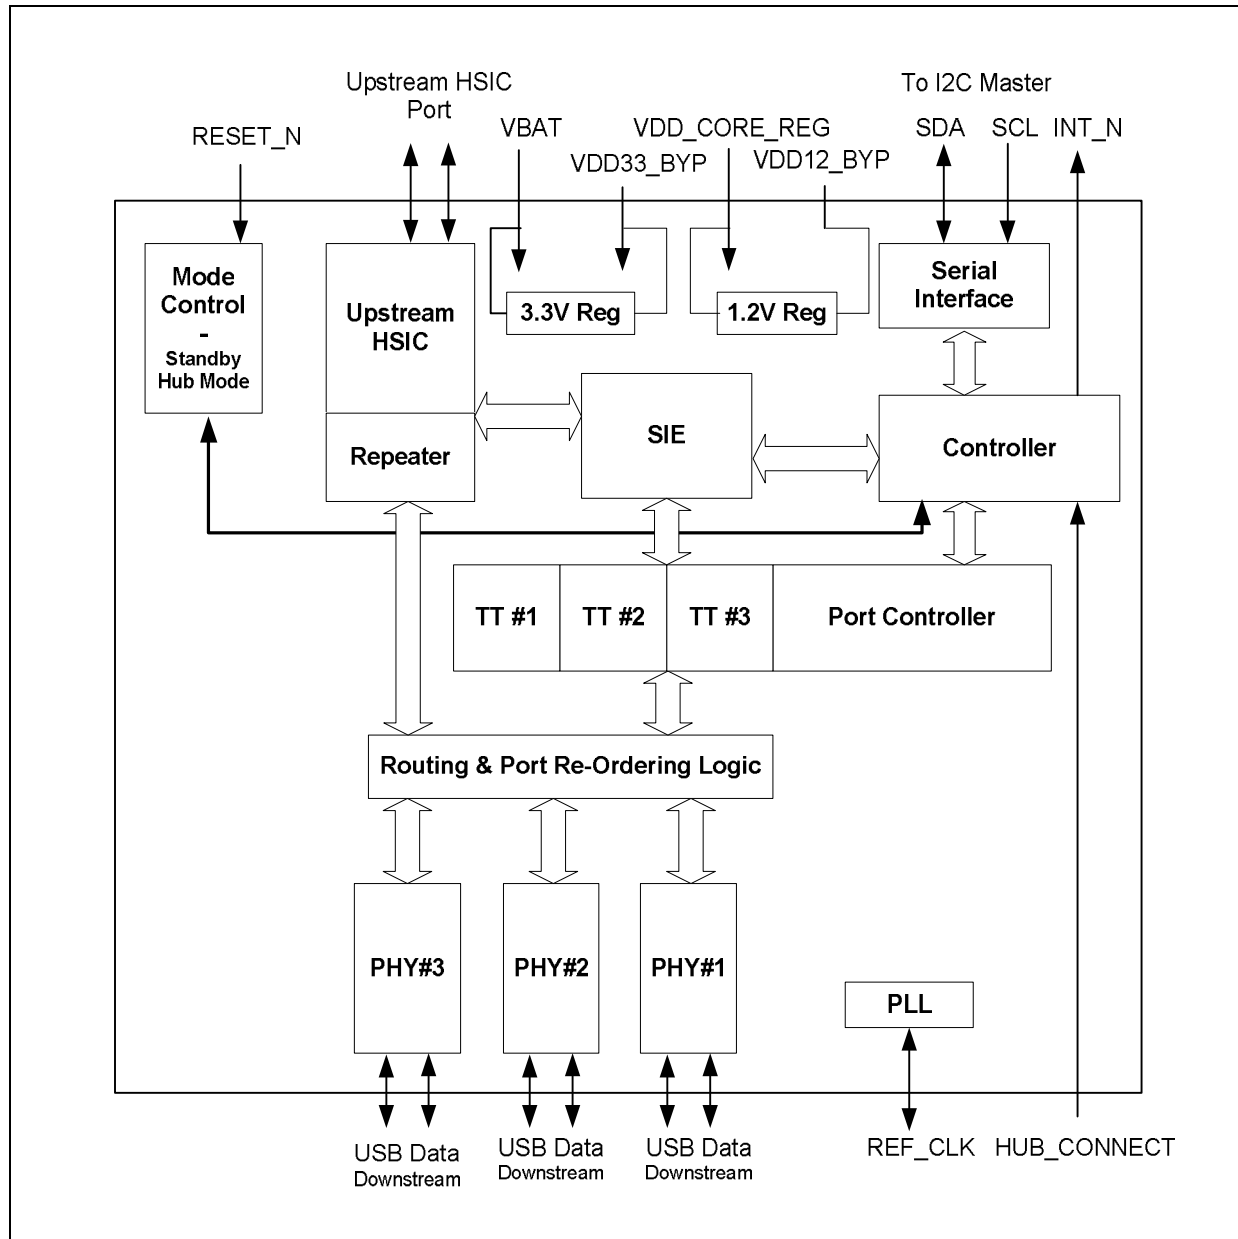 Upstream HSIC
Port
To I2C Master
RESET_N
VBAT
VDD_CORE_REG
SDA
SCL
INT_N
VDD33_BYP
VDD12_BYP
Mode
Control
-
Standby
Hub Mode
Upstream
HSIC
3.3V Reg
1.2V Reg
Serial
Interface
Repeater
SIE
Controller
TT #1
TT #2
TT #3
Port Controller
Routing & Port Re-Ordering Logic
PHY#3
PHY#2
PHY#1
PLL
USB Data
Downstream
USB Data
Downstream
USB Data
Downstream
REF_CLK
HUB_CONNECT